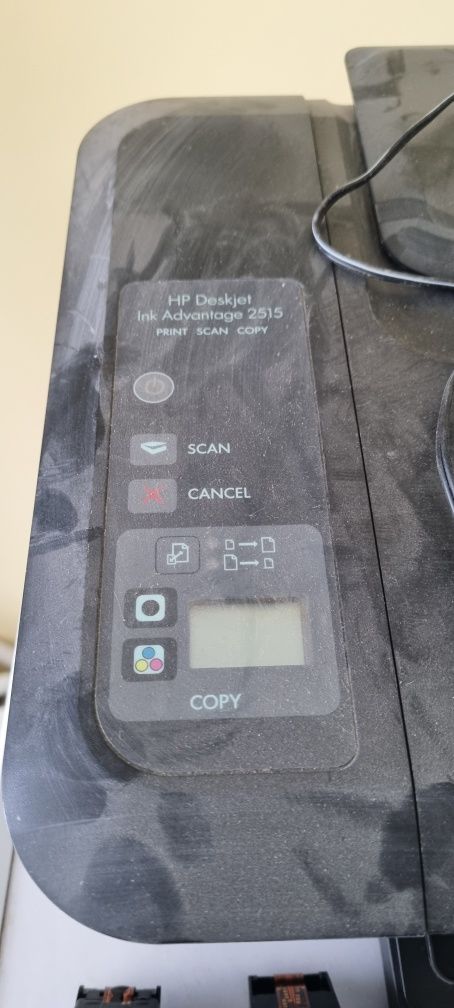 HP Deskjet
Ink Advantage 2515
PRINT SCAN COPY
SCAN
CANCEL
COPY